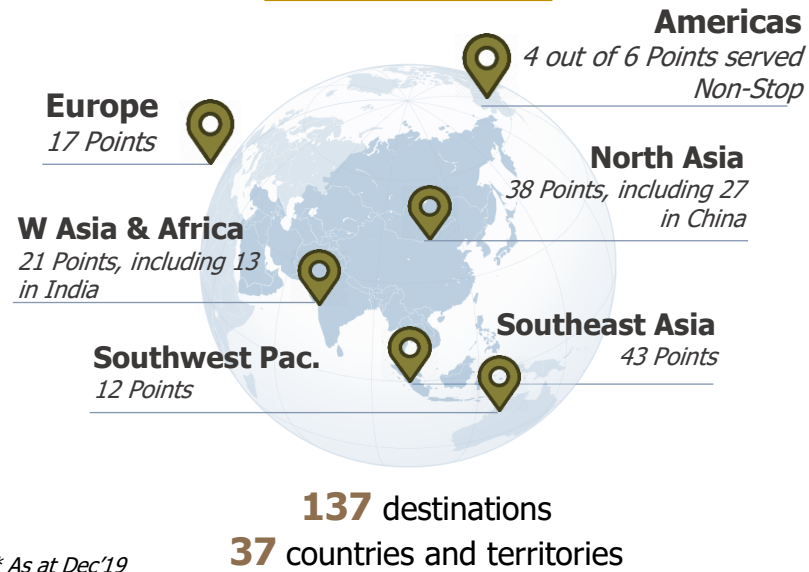 Americas
4 out of 6 Points served
Non-Stop
Europe
17 Points
North Asia
38 Points, including 27
in China
W Asia & Africa
21 Points, including 13
in India
Southeast Asia
43 Points
Southwest Pac.
12 Points
137 destinations
37 countries and territories
* As at Dec'19